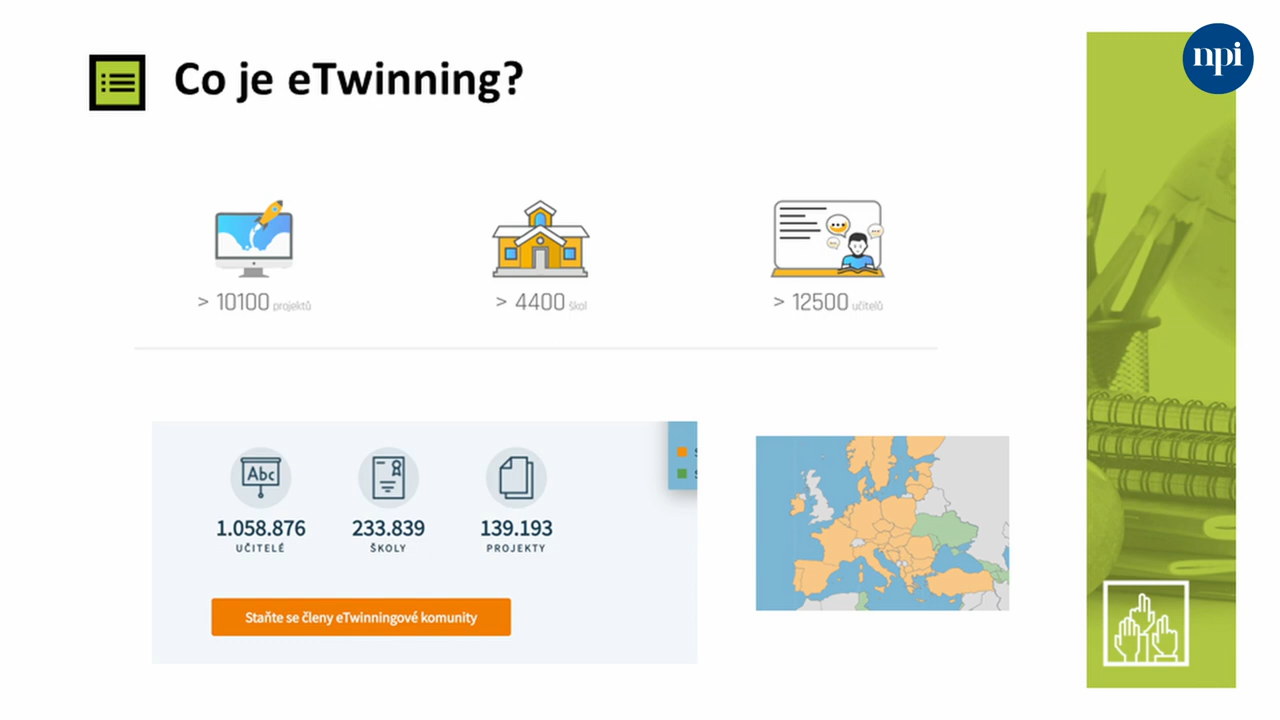 npi
Co je eTwinning?
> 10100 projektů
> 4400 škol
> 12500 učitelů
Abc
1.058.876
UČITELÉ
233.839
ŠKOLY
139.193
PROJEKTY
Staňte se členy eTwinningové komunity